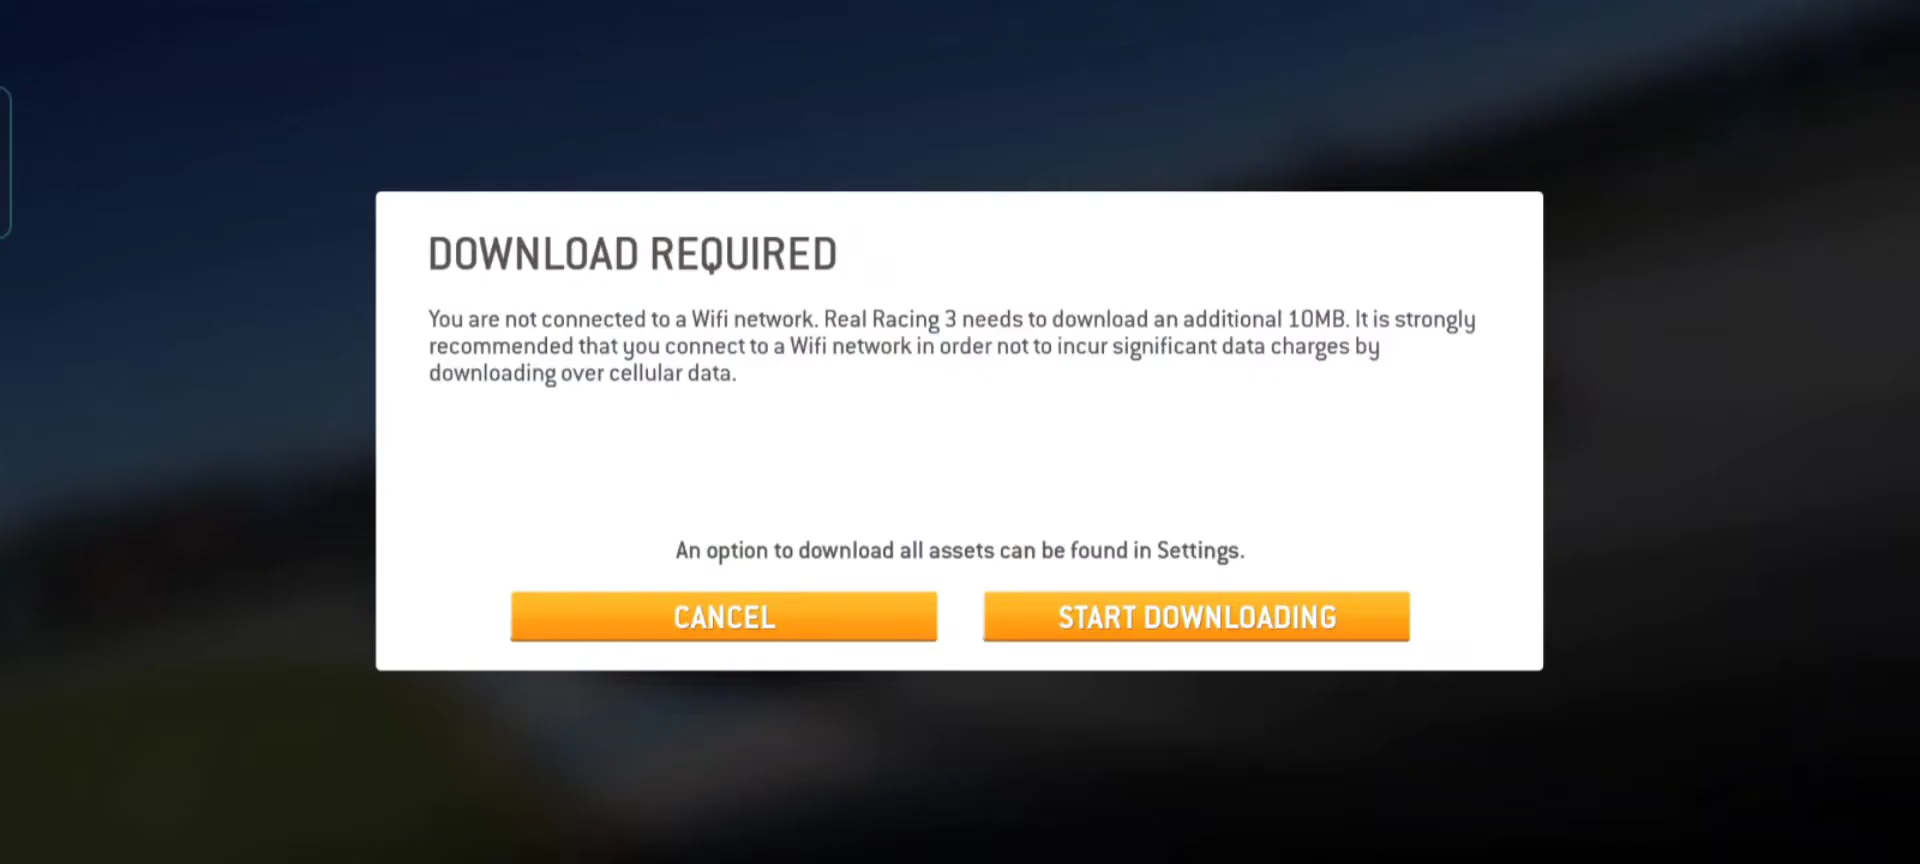 DOWNLOAD REQUIRED
You are not connected to a Wifi network. Real Racing 3 needs to download an additional 10MB. It is strongly
recommended that you connect to a Wifi network in order not to incur significant data charges by
downloading over cellular data.
An option to download all assets can be found in Settings.
CANCEL
START DOWNLOADING